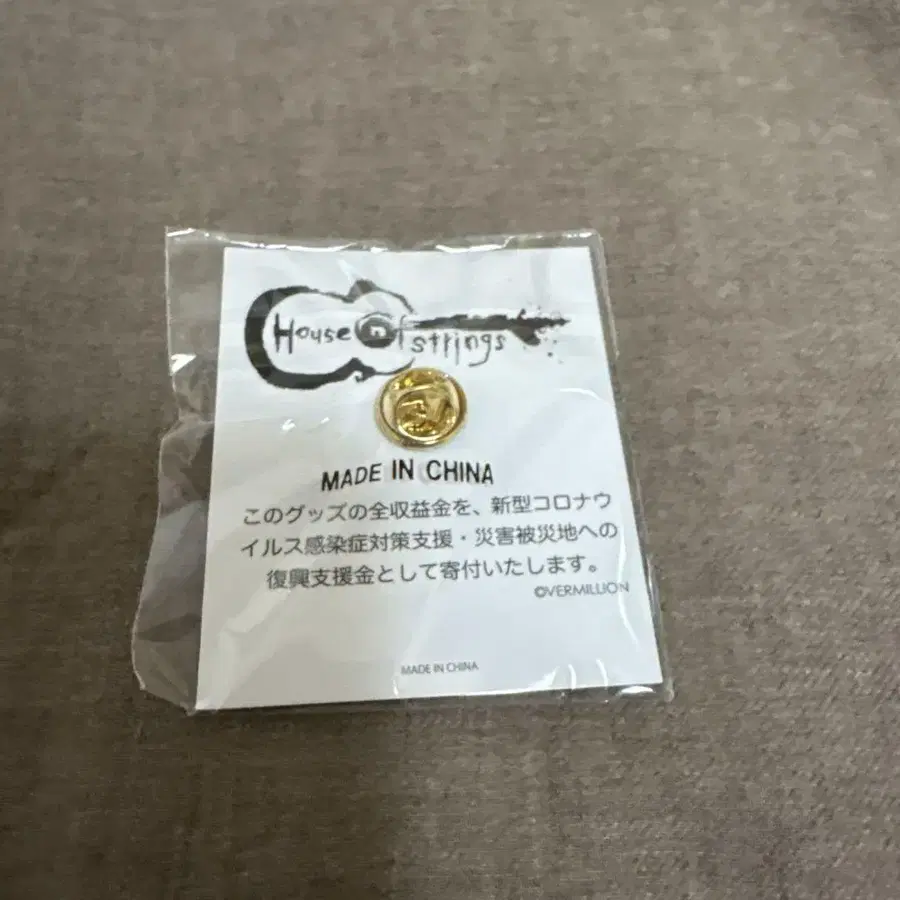 House of strings
MADE IN CHINA
このグッズの全収益金を、新型コロナウ
イルス感染症対策支援・災害被災地への
復興支援金として寄付いたします。
©VERMILLION
MADE IN CHINA